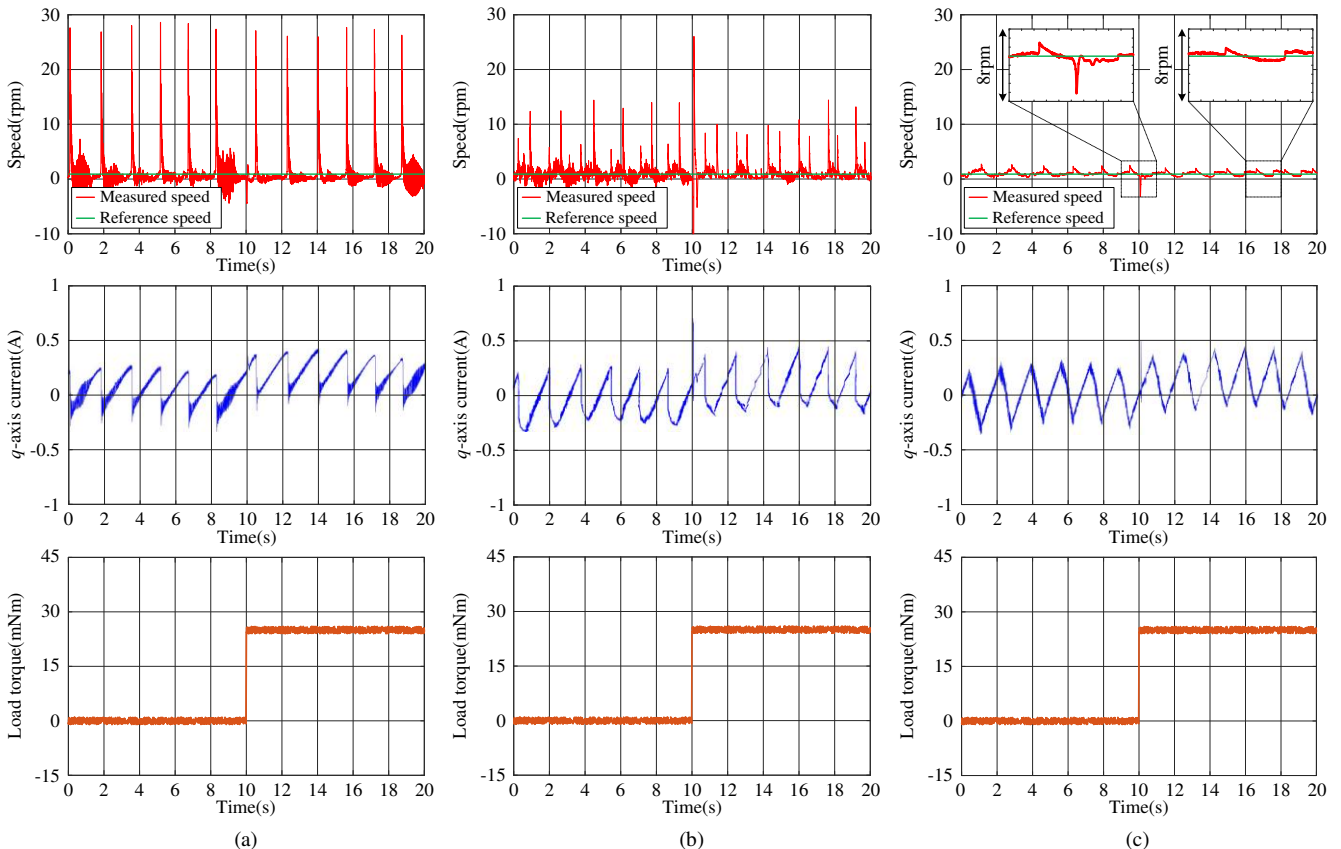 30
20
10
0
-10
Speed(rpm)
Measured speed
Reference speed
0 2 4 6 8 10 12 14 16 18 20
Time(s)
30
20
10
0
-10
Speed(rpm)
Measured speed
Reference speed
0 2 4 6 8 10 12 14 16 18 20
Time(s)
30
20
10
0
-10
Speed(rpm)
8rpm
8rpm
Measured speed
Reference speed
0 2 4 6 8 10 12 14 16 18 20
Time(s)
1
0.5
0
-0.5
-1
q-axis current(A)
0 2 4 6 8 10 12 14 16 18 20
Time(s)
1
0.5
0
-0.5
-1
q-axis current(A)
0 2 4 6 8 10 12 14 16 18 20
Time(s)
1
0.5
0
-0.5
-1
q-axis current(A)
0 2 4 6 8 10 12 14 16 18 20
Time(s)
45
30
15
0
-15
Load torque(mNm)
0 2 4 6 8 10 12 14 16 18 20
Time(s)
45
30
15
0
-15
Load torque(mNm)
0 2 4 6 8 10 12 14 16 18 20
Time(s)
45
30
15
0
-15
Load torque(mNm)
0 2 4 6 8 10 12 14 16 18 20
Time(s)
(a)
(b)
(c)